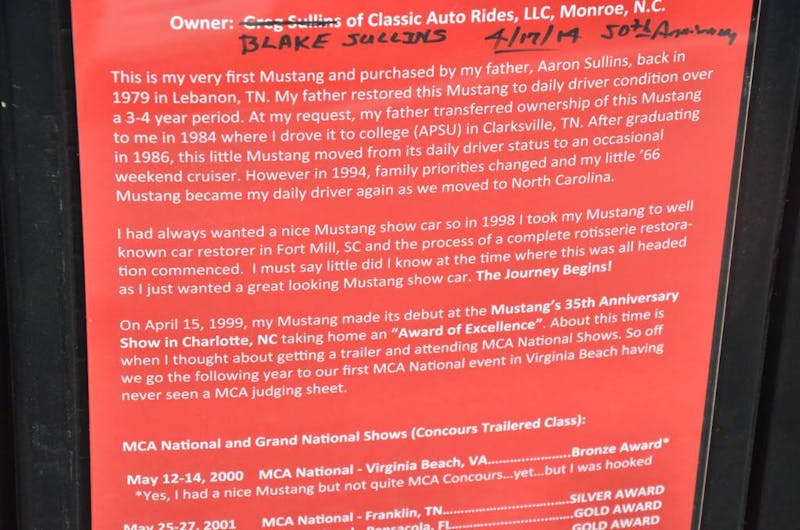 Owner: Greg Sullins of Classic Auto Rides, LLC, Monroe, N.C.
BLAKE SULLINS 4/17/14 50th Anniversary
This is my very first Mustang and purchased by my father, Aaron Sullins, back in
1979 in Lebanon, TN. My father restored this Mustang to daily driver condition over
a 3-4 year period. At my request, my father transferred ownership of this Mustang
to me in 1984 where I drove it to college (APSU) in Clarksville, TN. After graduating
in 1986, this little Mustang moved from its daily driver status to an occasional
weekend cruiser. However in 1994, family priorities changed and my little ’66
Mustang became my daily driver again as we moved to North Carolina.
I had always wanted a nice Mustang show car so in 1998 I took my Mustang to well
known car restorer in Fort Mill, SC and the process of a complete rotisserie restora-
tion commenced. I must say little did I know at the time where this was all headed
as I just wanted a great looking Mustang show car. The Journey Begins!
On April 15, 1999, my Mustang made its debut at the Mustang’s 35th Anniversary
Show in Charlotte, NC taking home an “Award of Excellence”. About this time is
when I thought about getting a trailer and attending MCA National Shows. So off
we go the following year to our first MCA National event in Virginia Beach having
never seen a MCA judging sheet.
MCA National and Grand National Shows (Concours Trailered Class):
May 12-14, 2000 MCA National - Virginia Beach, VA......................Bronze Award*
*Yes, I had a nice Mustang but not quite MCA Concours...yet...but I was hooked
May 25-27, 2001 MCA National - Franklin, TN..............................SILVER AWARD
Pensacola, FL..............................GOLD AWARD
GOLD AWARD